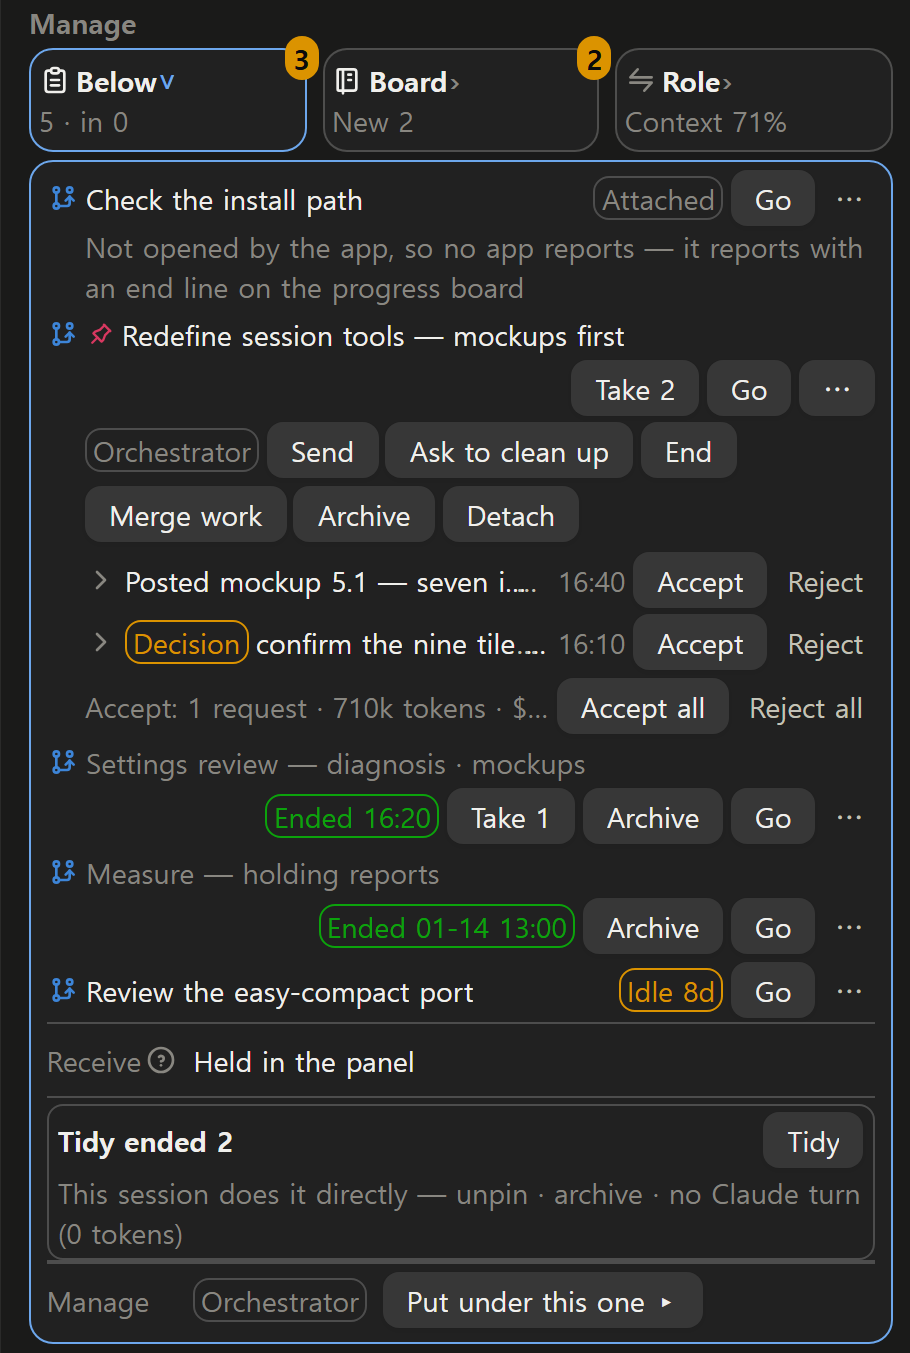 Manage
3
2
Below
Board ›
Role ›
5 · in 0
New 2
Context 71%
Check the install path Attached Go ···
Not opened by the app, so no app reports — it reports with
an end line on the progress board
Redefine session tools — mockups first
Take 2 Go ···
Orchestrator Send Ask to clean up End
Merge work Archive Detach
Posted mockup 5.1 — seven i..... 16:40 Accept Reject
Decision confirm the nine tile..... 16:10 Accept Reject
Accept: 1 request · 710k tokens · $... Accept all Reject all
Settings review — diagnosis · mockups
Ended 16:20 Take 1 Archive Go ···
Measure — holding reports
Ended 01-14 13:00 Archive Go ···
Review the easy-compact port Idle 8d Go ···
Receive ? Held in the panel
Tidy ended 2 Tidy
This session does it directly — unpin · archive · no Claude turn
(0 tokens)
Manage Orchestrator Put under this one ▸